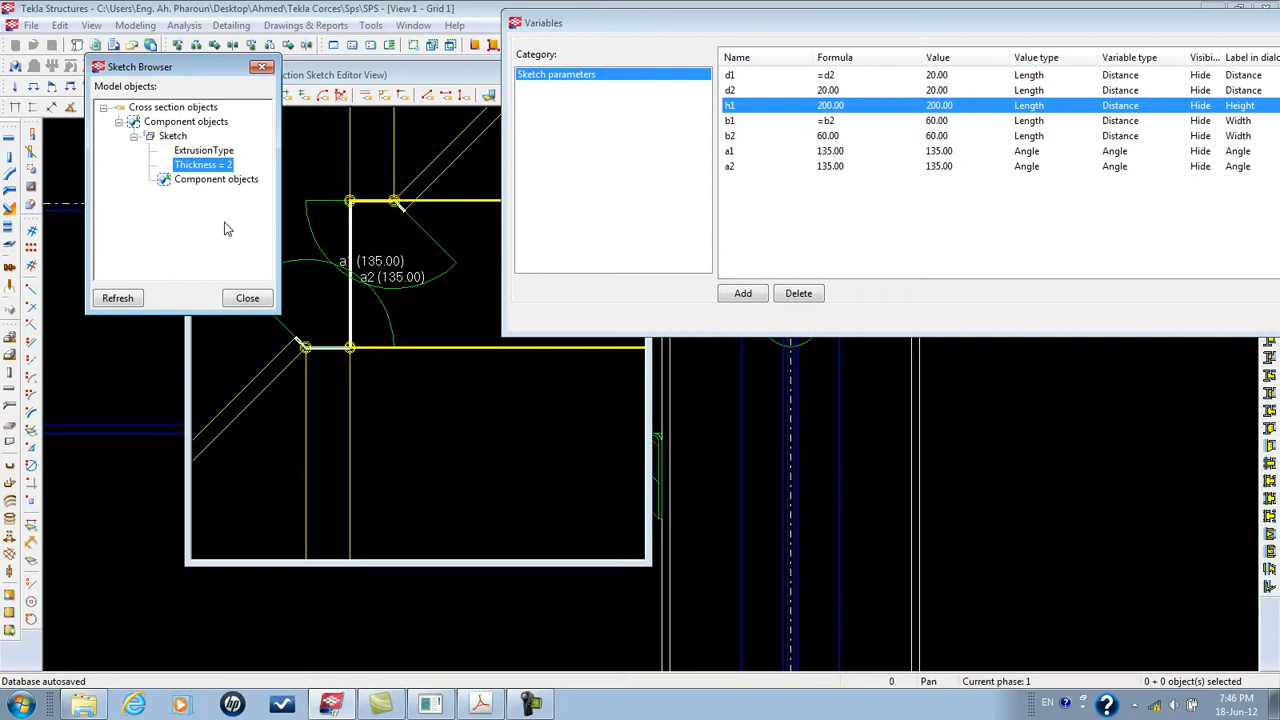 Tekla Structures - C:\Users\Eng. Ah. Pharoun\Desktop\Ahmed\Tekla Corces\Sps\SPS - [View 1 - Grid 1]
File Edit View Modeling Analysis Detailing Drawings & Reports Tools Window Help
Variables
Category:
Sketch parameters
Name Formula Value Value type Variable type Visibi... Label in dialo
d1 =d2 20.00 Length Distance Hide Distance
d2 20.00 20.00 Length Distance Hide Distance
h1 200.00 200.00 Length Distance Hide Height
b1 =b2 60.00 Length Distance Hide Width
b2 60.00 60.00 Length Distance Hide Width
a1 135.00 135.00 Angle Angle Hide Angle
a2 135.00 135.00 Angle Angle Hide Angle
Add Delete
Sketch Browser
ction Sketch Editor View)
Model objects:
Cross section objects
Component objects
Sketch
ExtrusionType
Thickness = 2
Component objects
Refresh Close
(135.00)
a2 (135.00)
Database autosaved 0 Pan Current phase: 1 0 + 0 object(s) selected
EN 7:46 PM
18-Jun-12